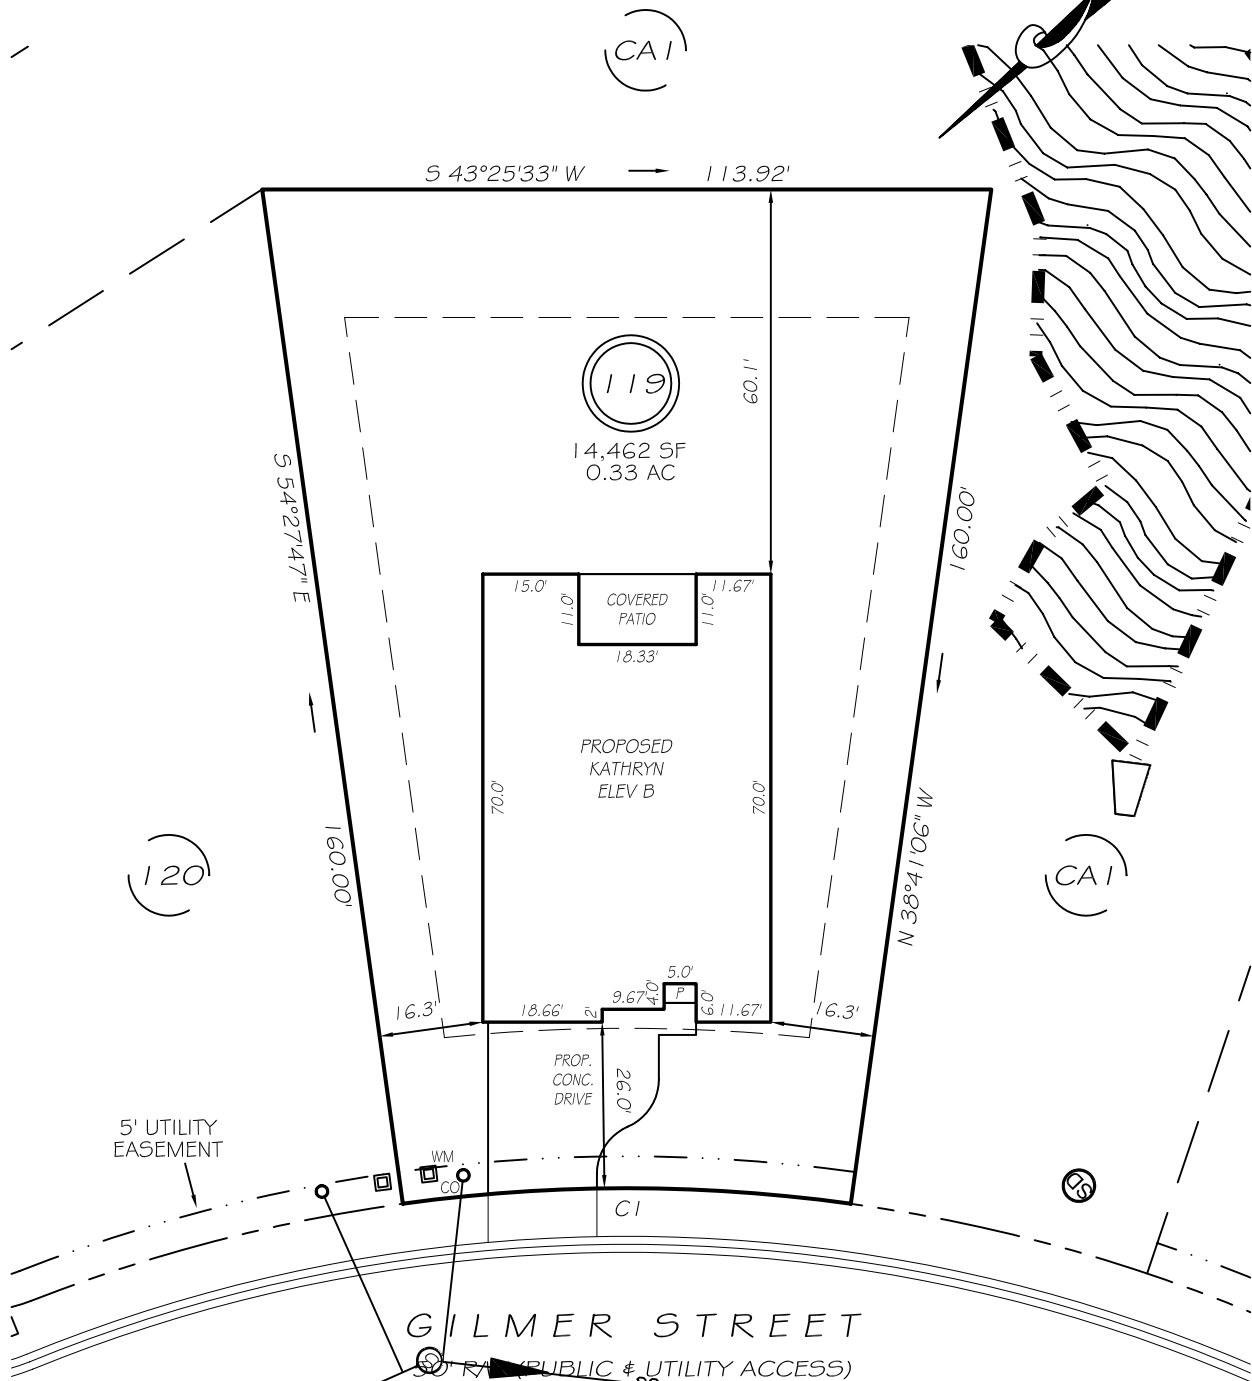 CA1
S 43°25'33" W 113.92'
119
14,462 SF
0.33 AC
60.1'
S 54°27'47" E
160.00'
160.00'
N 38°41'06" W
15.0'
11.0'
COVERED
PATIO
11.0'
11.67'
18.33'
PROPOSED
KATHRYN
ELEV B
70.0'
70.0'
120
CA1
5.0'
P
4.0'
9.67'
6.0'
11.67'
18.66'
2'
16.3'
16.3'
PROP.
CONC.
DRIVE
26.0'
5' UTILITY
EASEMENT
WM
CO
C1
SD
GILMER STREET
S
50' R/W (PUBLIC & UTILITY ACCESS)